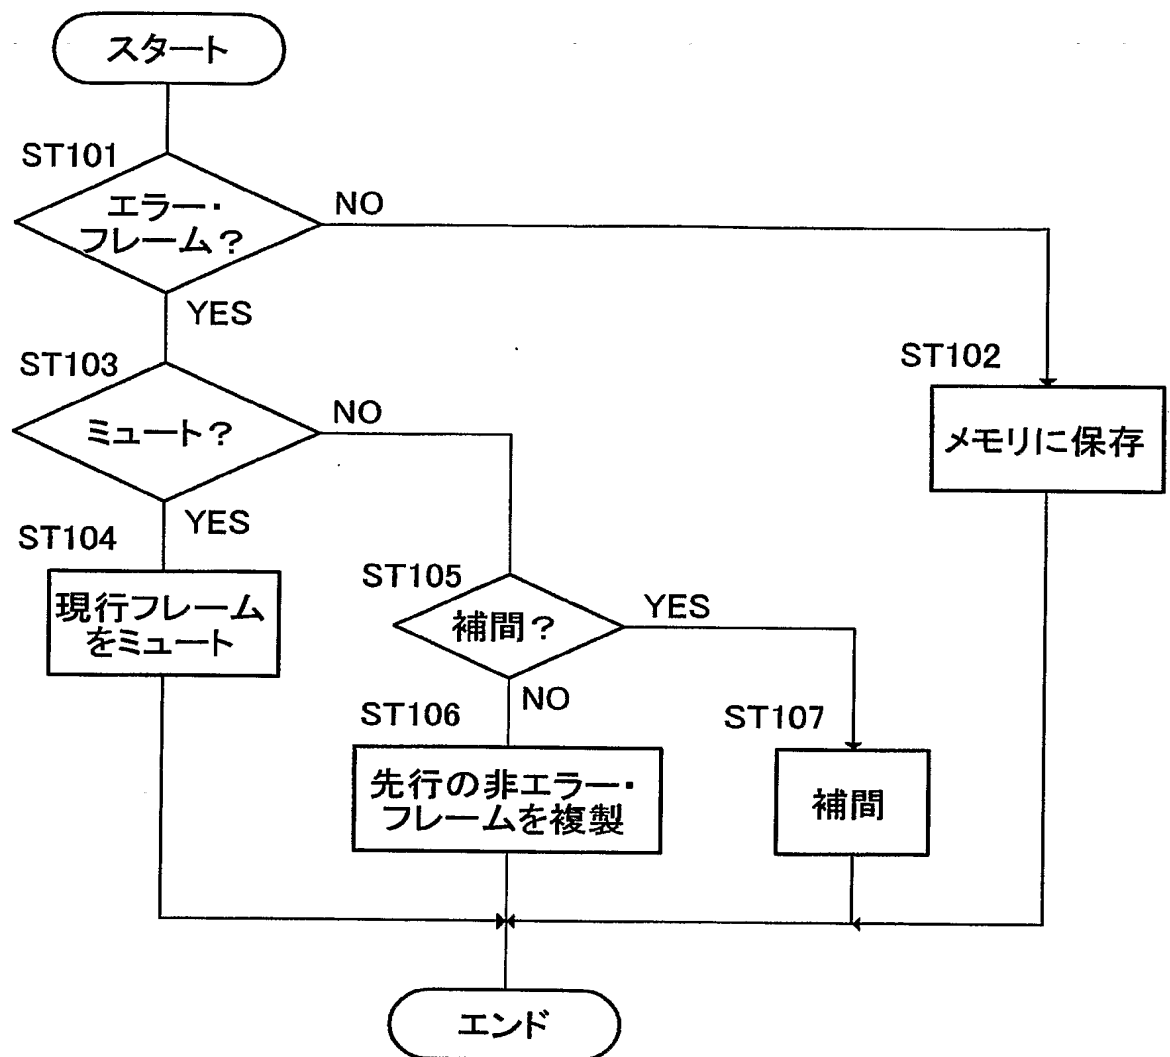 スタート
ST101
エラー・
フレーム？
NO
YES
ST103
ミュート？
NO
ST102
メモリに保存
YES
ST104
現行フレーム
をミュート
ST105
補間？
YES
NO
ST106
先行の非エラー・
フレームを複製
ST107
補間
エンド